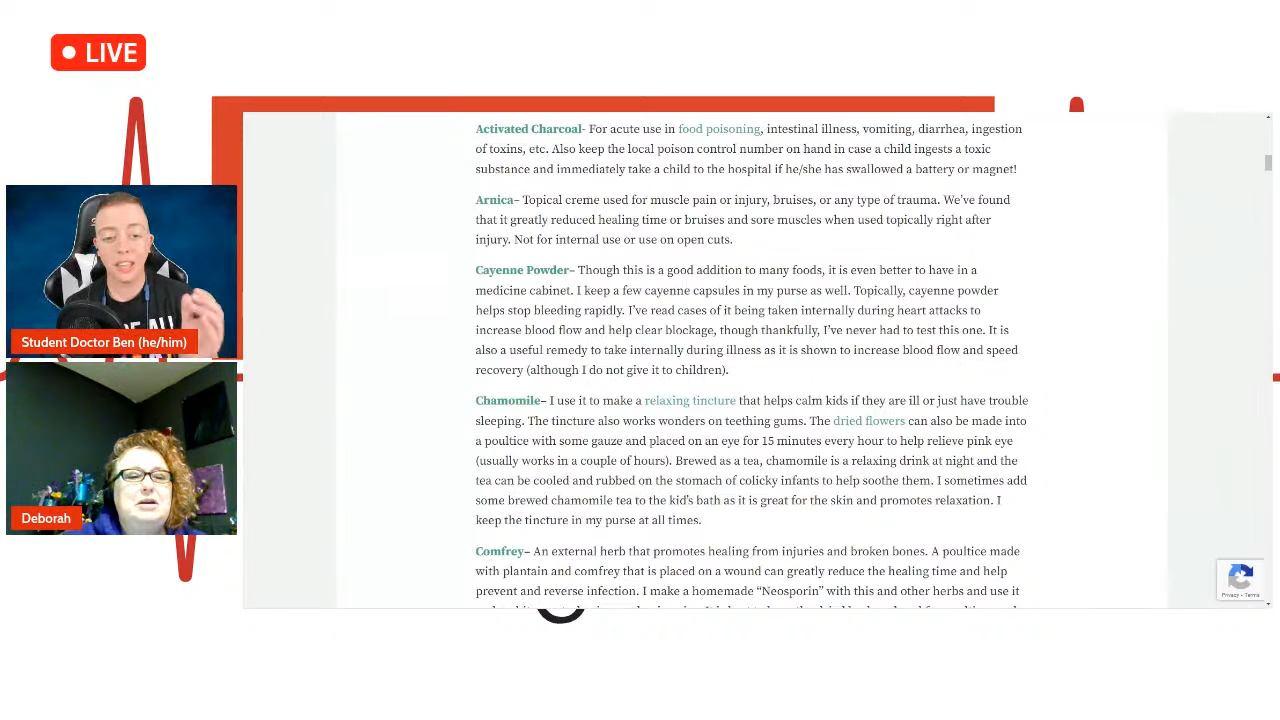 LIVE
Activated Charcoal- For acute use in food poisoning, intestinal illness, vomiting, diarrhea, ingestion
of toxins, etc. Also keep the local poison control number on hand in case a child ingests a toxic
substance and immediately take a child to the hospital if he/she has swallowed a battery or magnet!
Arnica– Topical creme used for muscle pain or injury, bruises, or any type of trauma. We've found
that it greatly reduced healing time or bruises and sore muscles when used topically right after
injury. Not for internal use or use on open cuts.
Cayenne Powder– Though this is a good addition to many foods, it is even better to have in a
medicine cabinet. I keep a few cayenne capsules in my purse as well. Topically, cayenne powder
helps stop bleeding rapidly. I've read cases of it being taken internally during heart attacks to
increase blood flow and help clear blockage, though thankfully, I've never had to test this one. It is
also a useful remedy to take internally during illness as it is shown to increase blood flow and speed
recovery (although I do not give it to children).
Chamomile– I use it to make a relaxing tincture that helps calm kids if they are ill or just have trouble
sleeping. The tincture also works wonders on teething gums. The dried flowers can also be made into
a poultice with some gauze and placed on an eye for 15 minutes every hour to help relieve pink eye
(usually works in a couple of hours). Brewed as a tea, chamomile is a relaxing drink at night and the
tea can be cooled and rubbed on the stomach of colicky infants to help soothe them. I sometimes add
some brewed chamomile tea to the kid's bath as it is great for the skin and promotes relaxation. I
keep the tincture in my purse at all times.
Comfrey– An external herb that promotes healing from injuries and broken bones. A poultice made
with plantain and comfrey that is placed on a wound can greatly reduce the healing time and help
prevent and reverse infection. I make a homemade "Neosporin" with this and other herbs and use it
Student Doctor Ben (he/him)
Deborah
Privacy - Terms